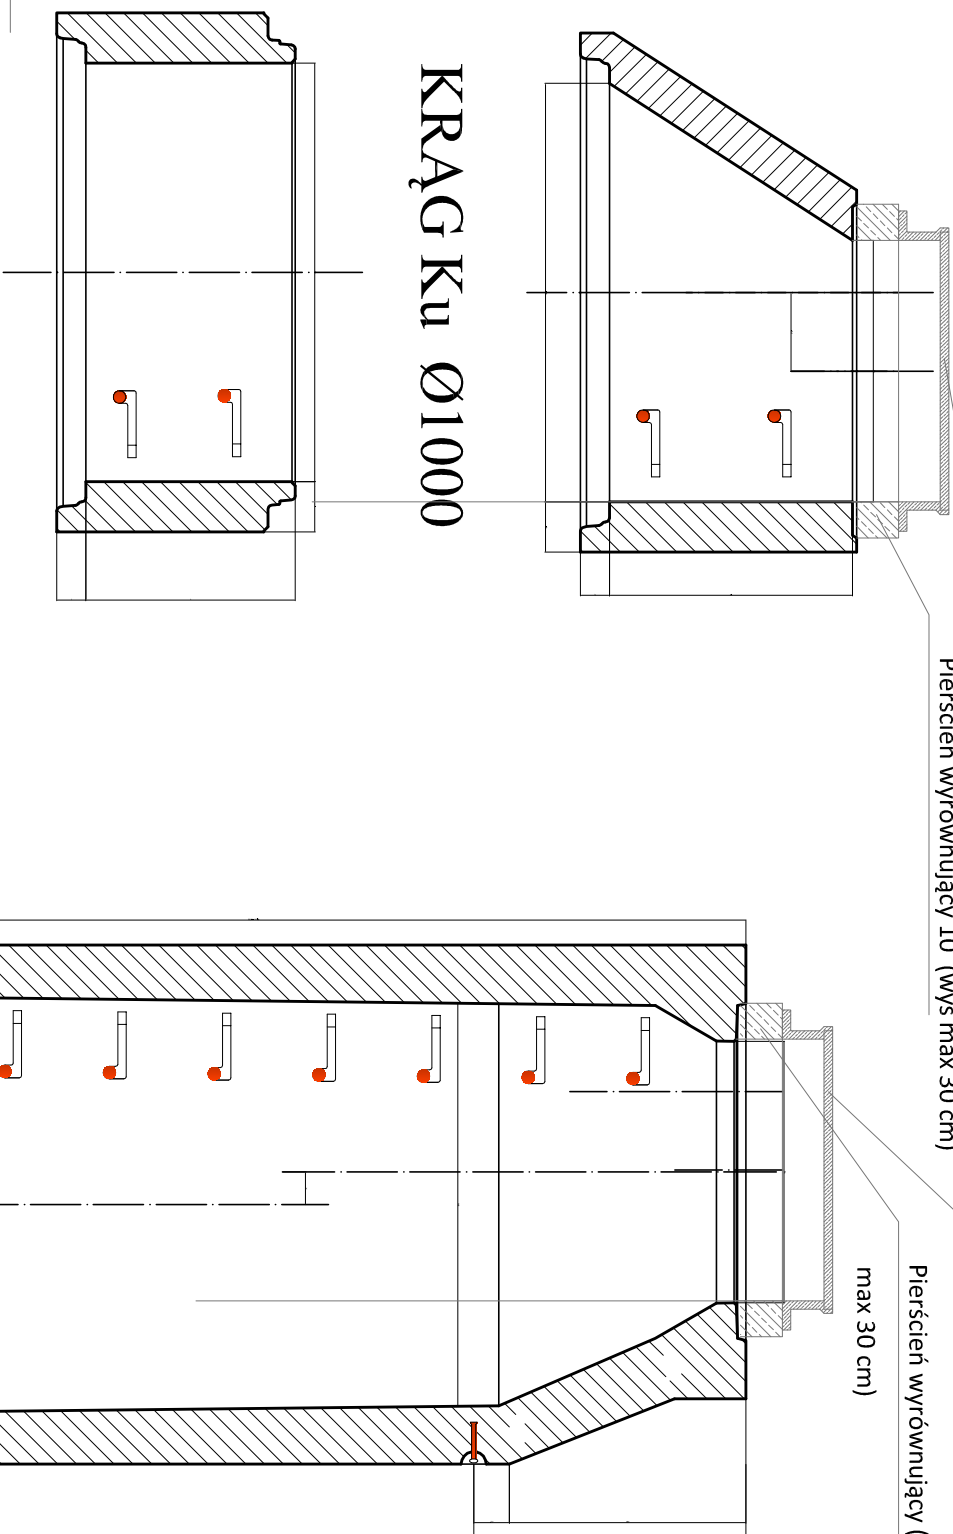 Pierścień wyrównujący 10 (wys max 30 cm)
KRĄG Ku Ø1000
Pierścień wyrównujący (
max 30 cm)